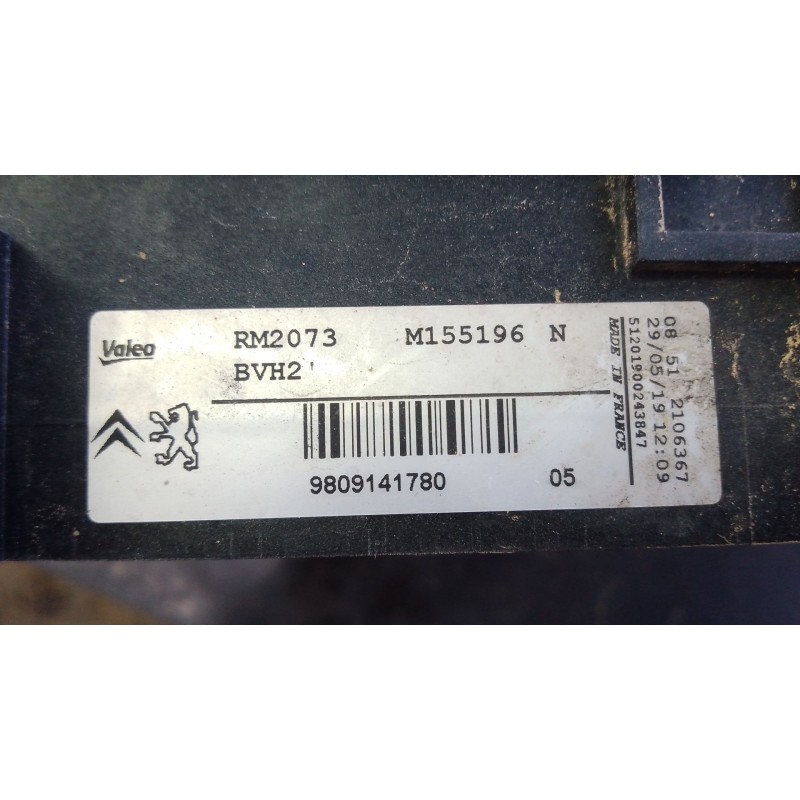 Valeo
RM2073 M155196 N
BVH2'
9809141780 05
08 51 2106367
29/05/19 12:09
51201900243847
MADE IN FRANCE